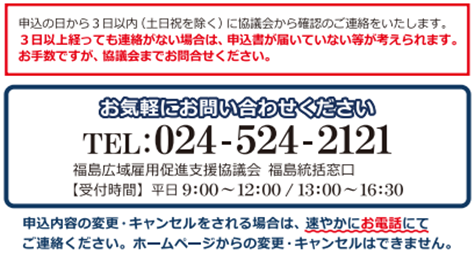 申込の日から３日以内（土日祝を除く）に協議会から確認のご連絡をいたします。
３日以上経っても連絡がない場合は、申込書が届いていない等が考えられます。
お手数ですが、協議会までお問合せください。
お気軽にお問い合わせください
TEL：024-524-2121
福島広域雇用促進支援協議会 福島統括窓口
【受付時間】平日 9：00～12：00 / 13：00～16：30
申込内容の変更・キャンセルをされる場合は、速やかにお電話にて
ご連絡ください。ホームページからの変更・キャンセルはできません。